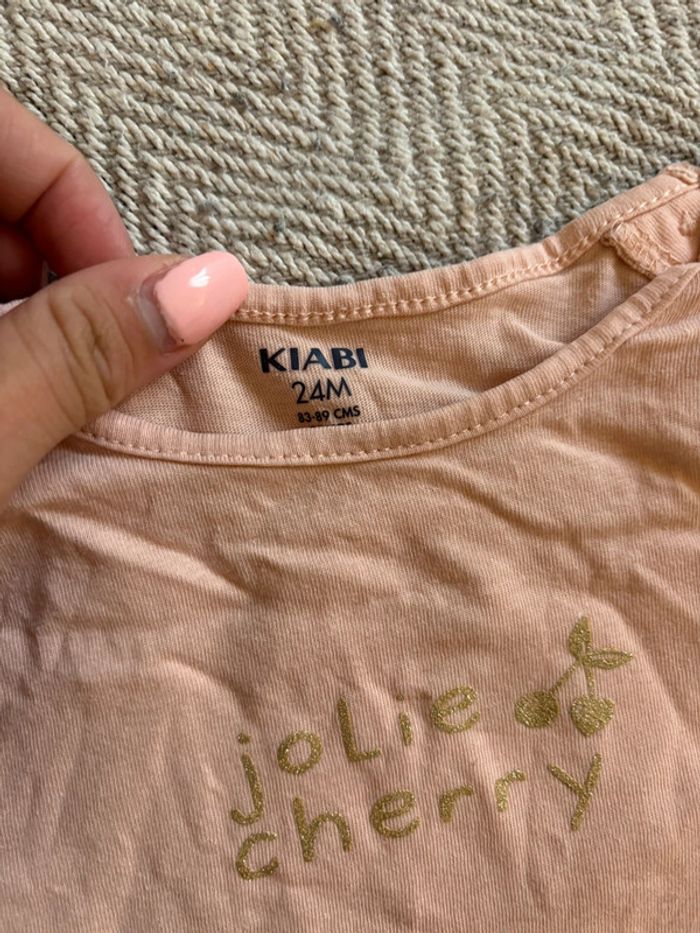 KIABI
24M
83-89 CMS
joLie
cherry